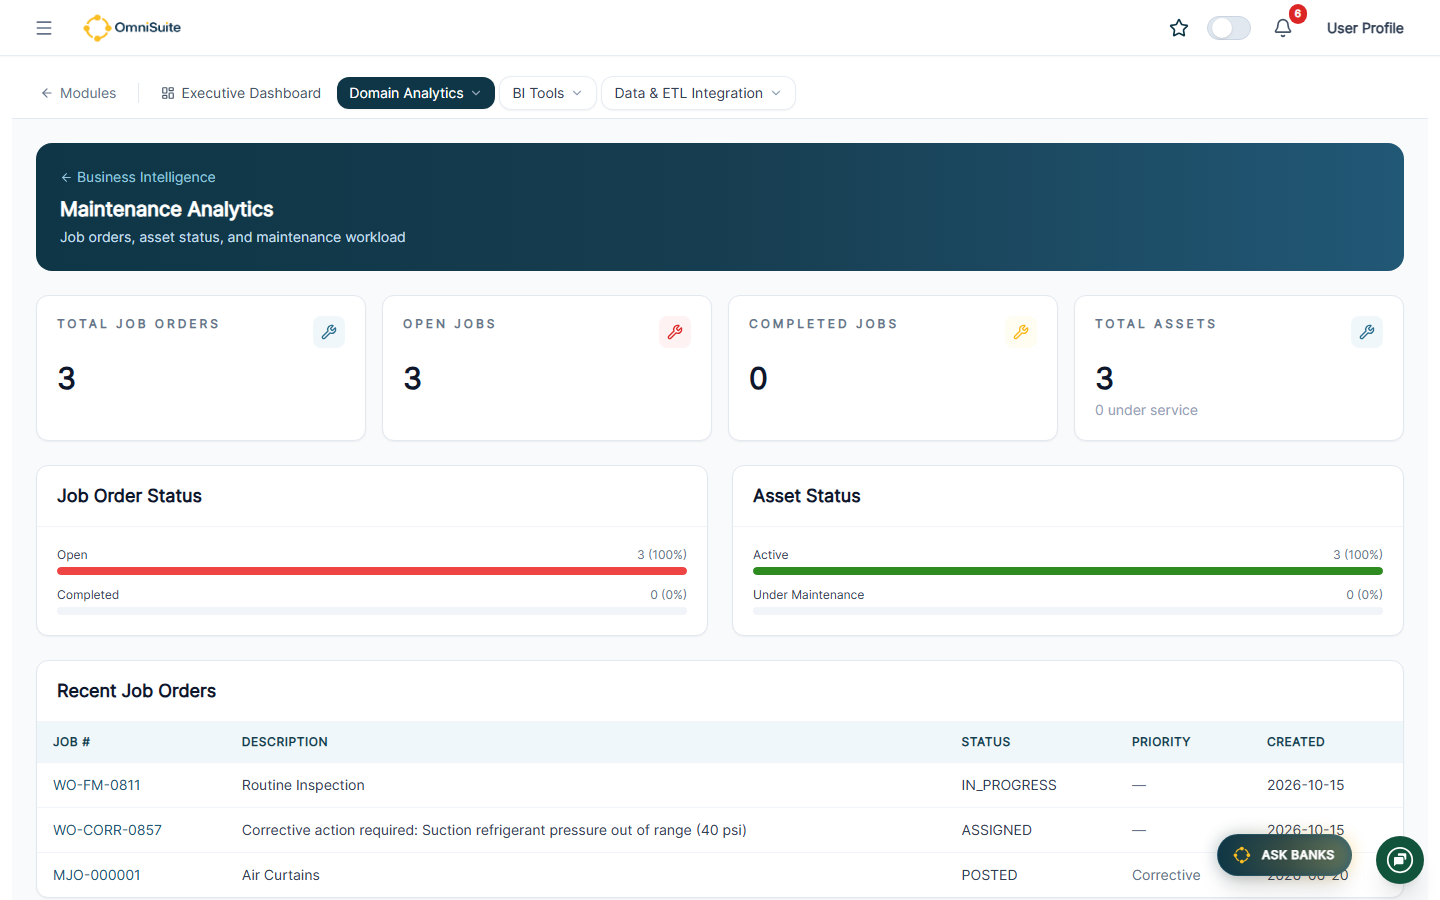 OmniSuite
6
User Profile
Modules
Executive Dashboard
Domain Analytics
BI Tools
Data & ETL Integration
Business Intelligence
Maintenance Analytics
Job orders, asset status, and maintenance workload
TOTAL JOB ORDERS
3
OPEN JOBS
3
COMPLETED JOBS
0
TOTAL ASSETS
3
0 under service
Job Order Status
Open 3 (100%)
Completed 0 (0%)
Asset Status
Active 3 (100%)
Under Maintenance 0 (0%)
Recent Job Orders
JOB # DESCRIPTION STATUS PRIORITY CREATED
WO-FM-0811 Routine Inspection IN_PROGRESS — 2026-10-15
WO-CORR-0857 Corrective action required: Suction refrigerant pressure out of range (40 psi) ASSIGNED — 2026-10-15
MJO-000001 Air Curtains POSTED Corrective
ASK BANKS